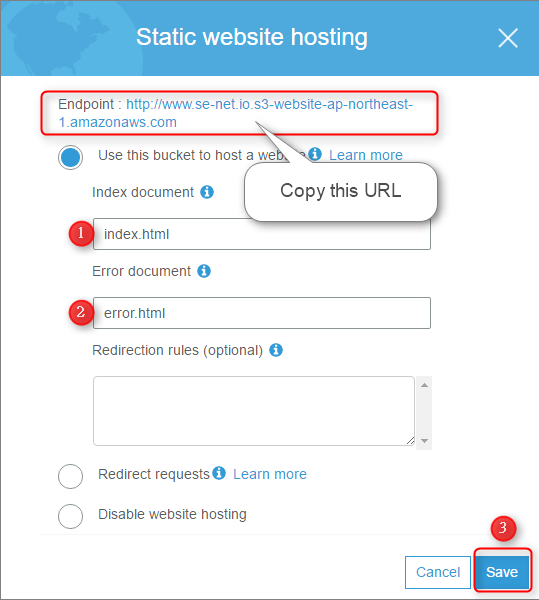 Static website hosting
Endpoint : http://www.se-net.io.s3-website-ap-northeast-
1.amazonaws.com
Use this bucket to host a website Learn more
Copy this URL
Index document
1 index.html
Error document
2 error.html
Redirection rules (optional)
Redirect requests Learn more
Disable website hosting
3
Cancel Save